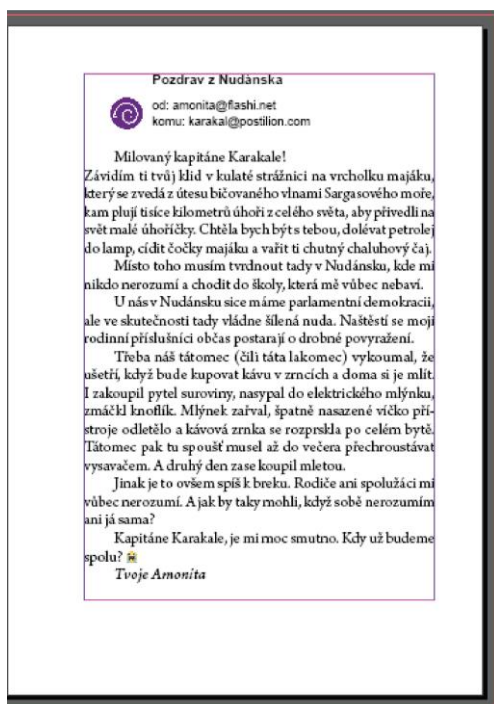 Pozdrav z Nudánska
od: amonita@flashi.net
komu: karakal@postilion.com
Milovaný kapitáne Karakale!
Závidím ti tvůj klid v kulaté strážnici na vrcholku majáku,
který se zvedá z útesu bičovaného vlnami Sargasového moře,
kam plují tisíce kilometrů úhoři z celého světa, aby přivedli na
svět malé úhoříčky. Chtěla bych být s tebou, dolévat petrolej
do lamp, cídit čočky majáku a vařit ti chutný chaluhový čaj.
Místo toho musím tvrdnout tady v Nudánsku, kde mi
nikdo nerozumí a chodit do školy, která mě vůbec nebaví.
U nás v Nudánsku sice máme parlamentní demokracii,
ale ve skutečnosti tady vládne šílená nuda. Naštěstí se moji
rodinní příslušníci občas postarají o drobné povyražení.
Třeba náš tátomec (čili táta lakomec) vykoumal, že
ušetří, když bude kupovat kávu v zrncích a doma si je mlít.
I zakoupil pytel suroviny, nasypal do elektrického mlýnku,
zmáčkl knoflík. Mlýnek zařval, špatně nasazené víčko pří-
stroje odletělo a kávová zrnka se rozprskla po celém bytě.
Tátomec pak tu spoušť musel až do večera přechroustávat
vysavačem. A druhý den zase koupil mletou.
Jinak je to ovšem spíš k breku. Rodiče ani spolužáci mi
vůbec nerozumí. A jak by taky mohli, když sobě nerozumím
ani já sama?
Kapitáne Karakale, je mi moc smutno. Kdy už budeme
spolu?
Tvoje Amonita